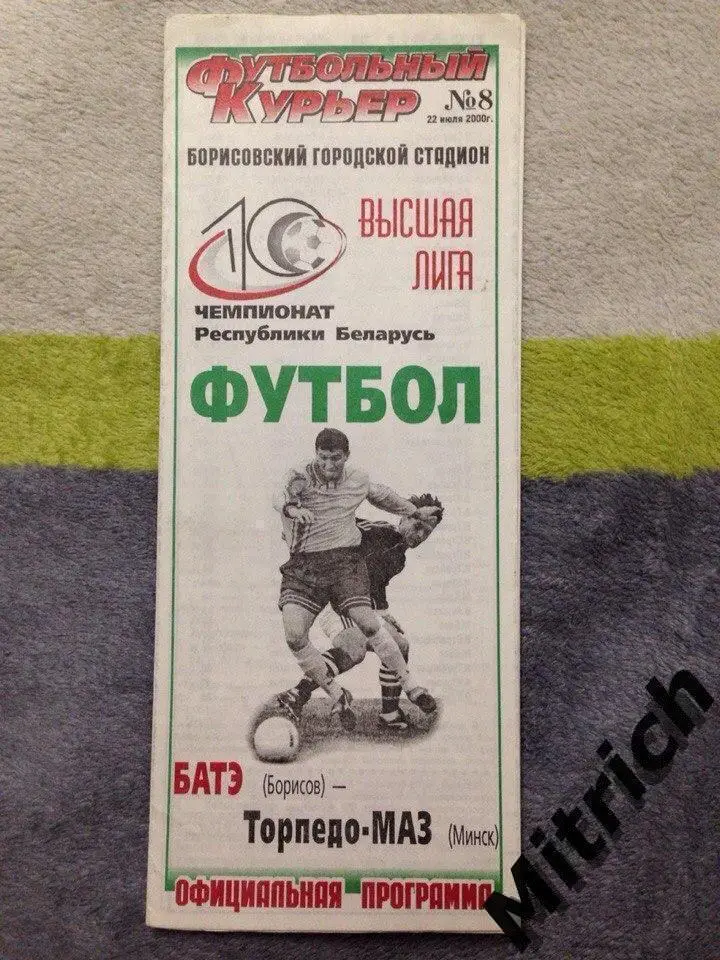 ФУТБОЛЬНЫЙ
КУРЬЕР
№8
22 июля 2000г.
БОРИСОВСКИЙ ГОРОДСКОЙ СТАДИОН
10
ВЫСШАЯ
ЛИГА
ЧЕМПИОНАТ
Республики Беларусь
ФУТБОЛ
БАТЭ (Борисов) –
Торпедо-МАЗ (Минск)
ОФИЦИАЛЬНАЯ ПРОГРАММА
Mitrich